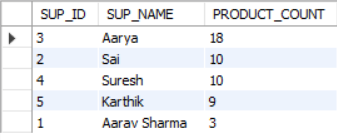 SUP_ID SUP_NAME PRODUCT_COUNT
3 Aarya 18
2 Sai 10
4 Suresh 10
5 Karthik 9
1 Aarav Sharma 3